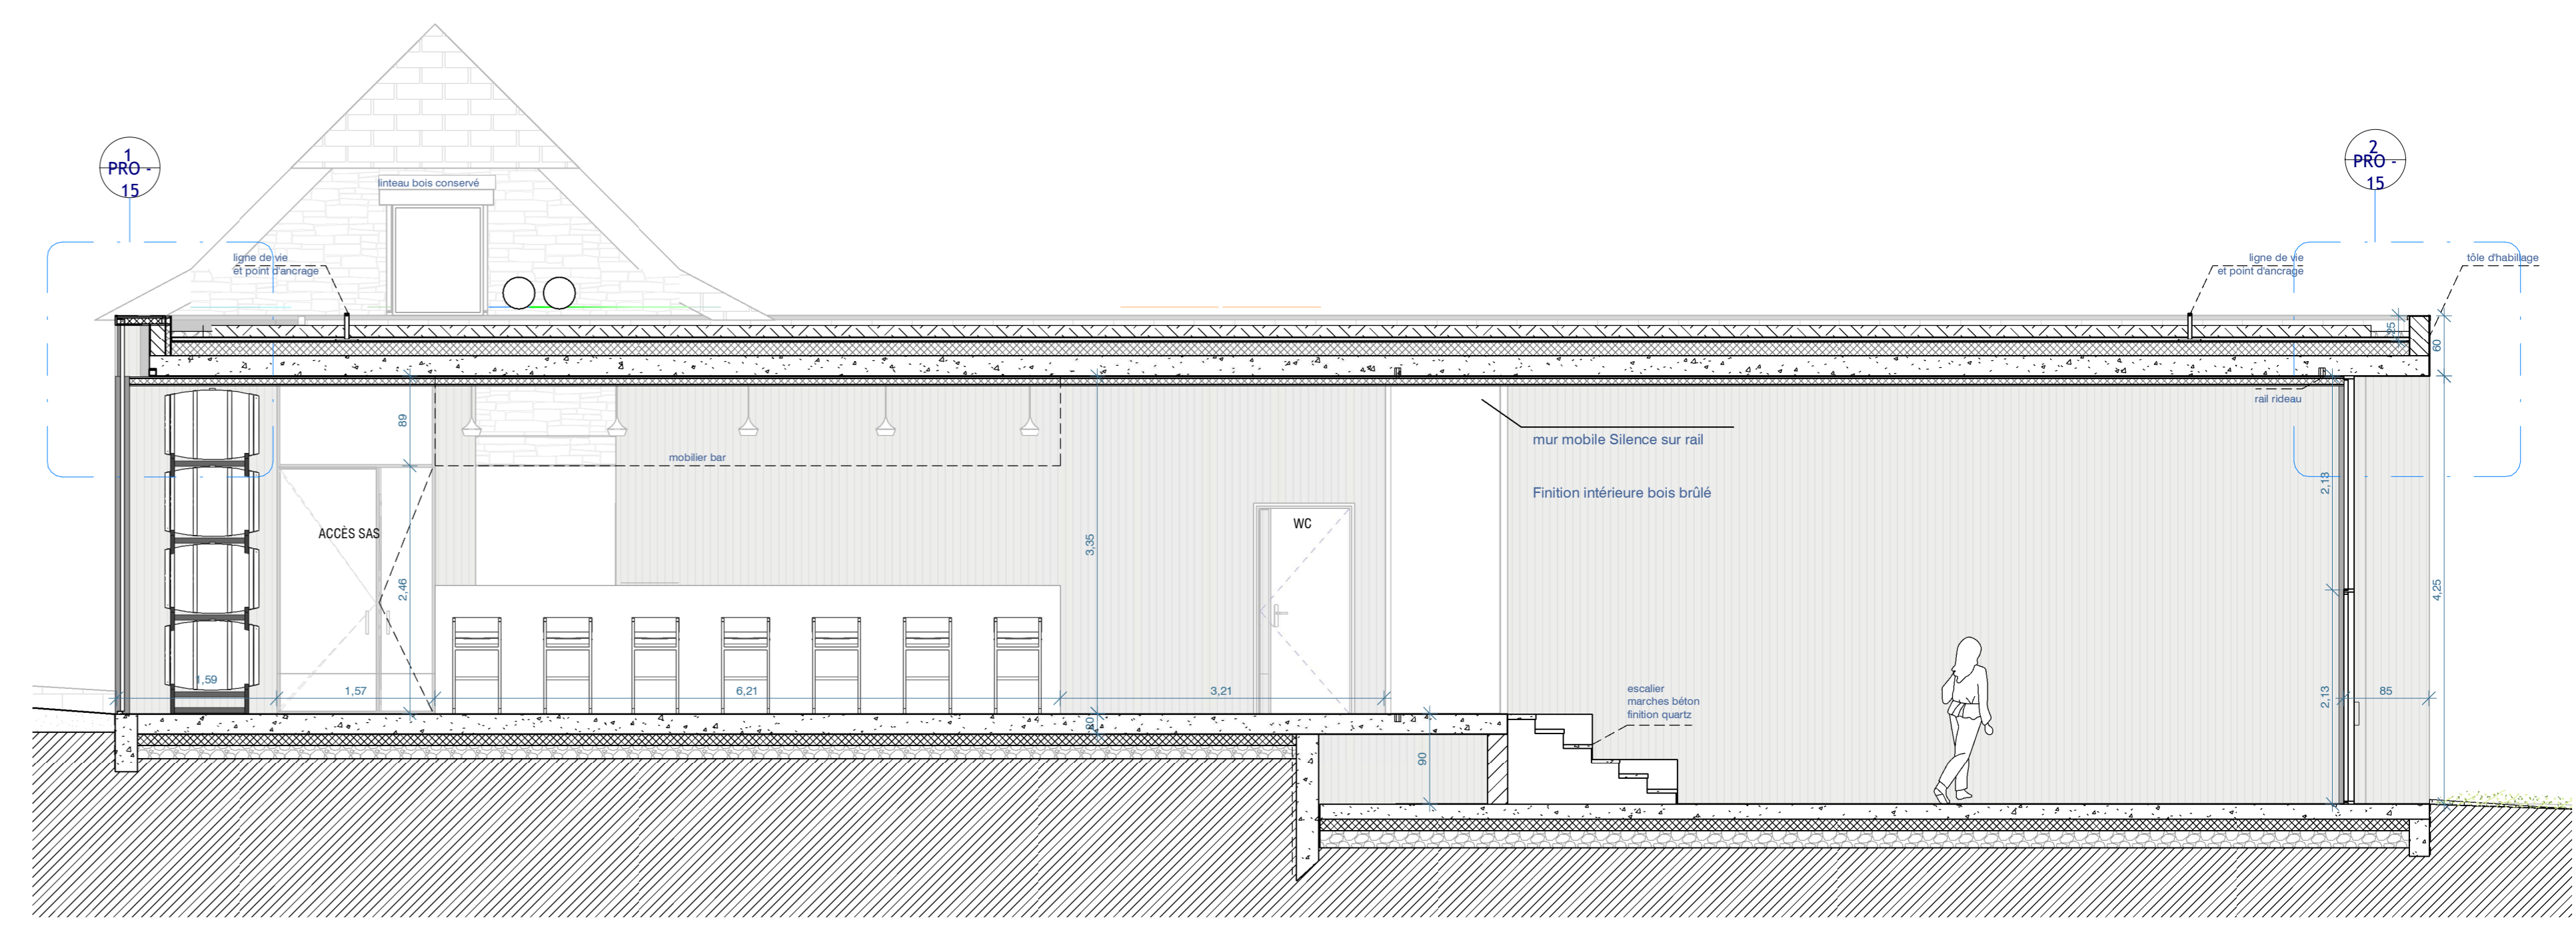 1
PRO -
15
2
PRO -
15
linteau bois conservé
ligne de vie
et point d'ancrage
ligne de vie
et point d'ancrage
tôle d'habillage
25
60
rail rideau
89
mobilier bar
mur mobile Silence sur rail
Finition intérieure bois brûlé
2,13
ACCÈS SAS
WC
3,35
2,46
4,25
1,59
1,57
6,21
3,21
escalier
marches béton
finition quartz
2,13
85
20
90